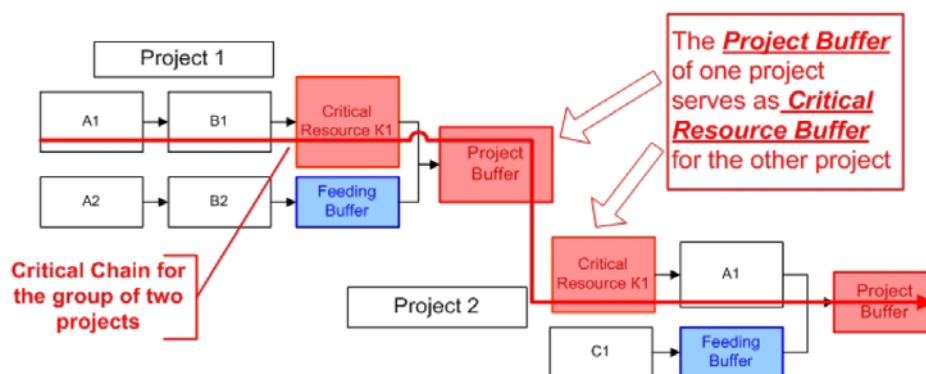 Project 1
The Project Buffer
of one project
serves as Critical
Resource Buffer
for the other project
A1
B1
Critical
Resource K1
Project
Buffer
A2
B2
Feeding
Buffer
Critical Chain for
the group of two
projects
Project 2
Critical
Resource K1
A1
Project
Buffer
C1
Feeding
Buffer